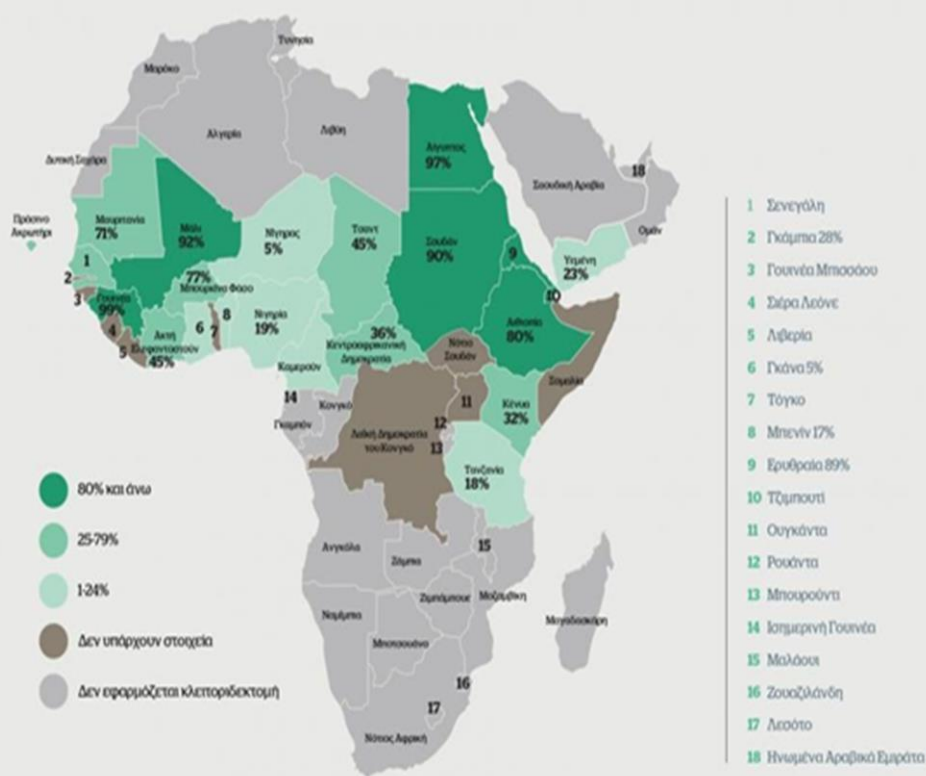 Τυνησία
Μαρόκο
Αλγερία
Λιβύη
Αίγυπτος
97%
Δυτική Σαχάρα
Σαουδική Αραβία
18
Ομάν
Πράσινο
Ακρωτήρι
Μαυριτανία
71%
Μάλι
92%
Νίγηρας
5%
Τσαντ
45%
Σουδάν
90%
9
Υεμένη
23%
10
1
2
3
77%
Μπουρκίνα Φάσο
Γουινέα
99%
4
5
Ακτή
Ελεφαντοστούν
45%
6
7
8
Νιγηρία
19%
36%
Κεντροαφρικανική
Δημοκρατία
Νότιο
Σουδάν
Αιθιοπία
80%
Σομαλία
Καμερούν
14
Γκαμπόν
Κονγκό
Λαϊκή Δημοκρατία
του Κονγκό
11
12
13
Κένυα
32%
Τανζανία
18%
Ανγκόλα
Ζάμπια
15
Ζιμπάμπουε
Μοζαμβίκη
Ναμίμπια
Μποτσουάνα
Μαγαδασκάρη
16
17
Νότιος Αφρική
80% και άνω
25-79%
1-24%
Δεν υπάρχουν στοιχεία
Δεν εφαρμόζεται κλειτοριδεκτομή
1 Σενεγάλη
2 Γκάμπια 28%
3 Γουινέα Μπισσάου
4 Σιέρα Λεόνε
5 Λιβερία
6 Γκάνα 5%
7 Τόγκο
8 Μπενίν 17%
9 Ερυθραία 89%
10 Τζιμπουτί
11 Ουγκάντα
12 Ρουάντα
13 Μπουρούντι
14 Ισημερινή Γουινέα
15 Μαλάουι
16 Ζουαζιλάνδη
17 Λεσότο
18 Ηνωμένα Αραβικά Εμιράτα